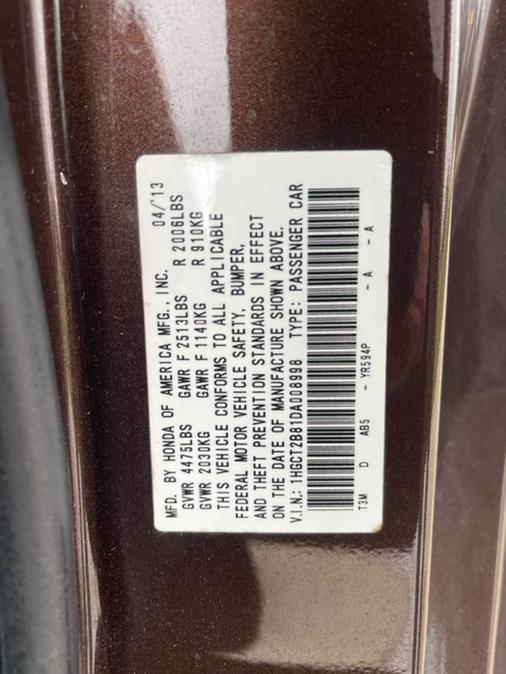 MFD. BY HONDA OF AMERICA MFG., INC. 04/'13
GVWR 4475LBS GAWR F 2513LBS R 2006LBS
GVWR 2030KG GAWR F 1140KG R 910KG
THIS VEHICLE CONFORMS TO ALL APPLICABLE
FEDERAL MOTOR VEHICLE SAFETY, BUMPER,
AND THEFT PREVENTION STANDARDS IN EFFECT
ON THE DATE OF MANUFACTURE SHOWN ABOVE.
V.I.N.: 1HGCT2B81DA008998 TYPE: PASSENGER CAR
T3M D AB5 - YR594P - A - A